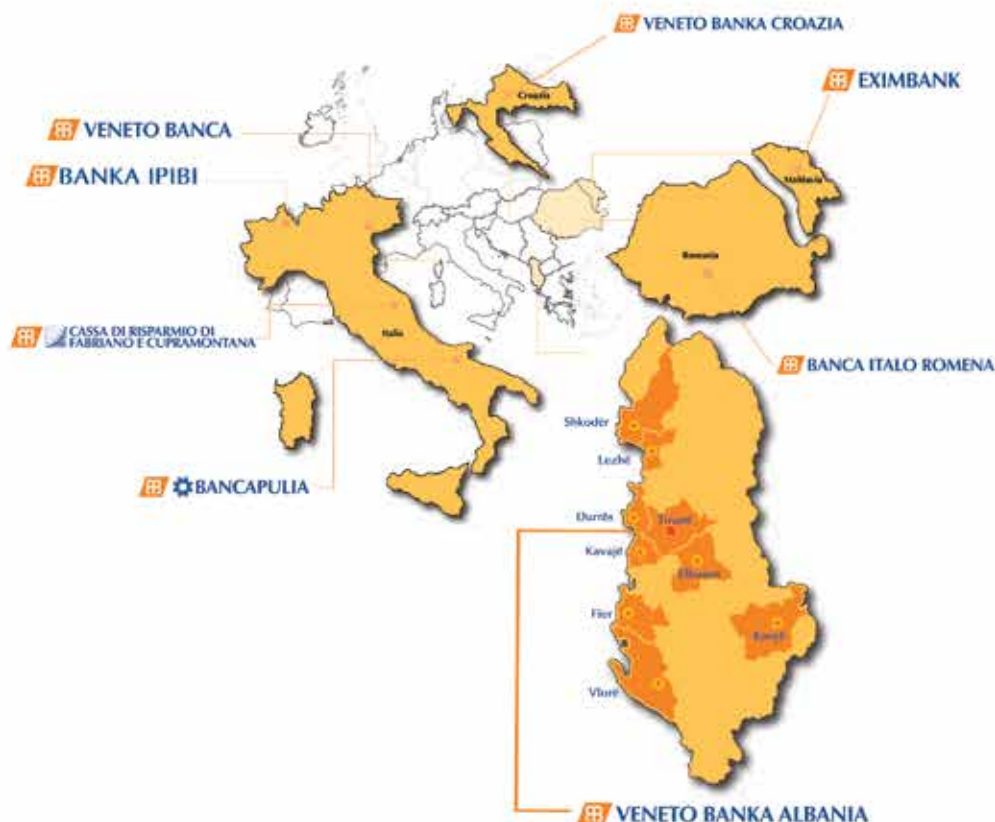 VENETO BANKA CROAZIA
EXIMBANK
Croazia
VENETO BANCA
BANKA IPIBI
Moldavia
Romania
CASSA DI RISPARMIO DI
FABRIANO E CUPRAMONTANA
Italia
BANCA ITALO ROMENA
Shkodër
Lezhë
BANCAPULIA
Durrës
Tiranë
Kavajë
Elbasan
Fier
Korçë
Vlorë
VENETO BANKA ALBANIA